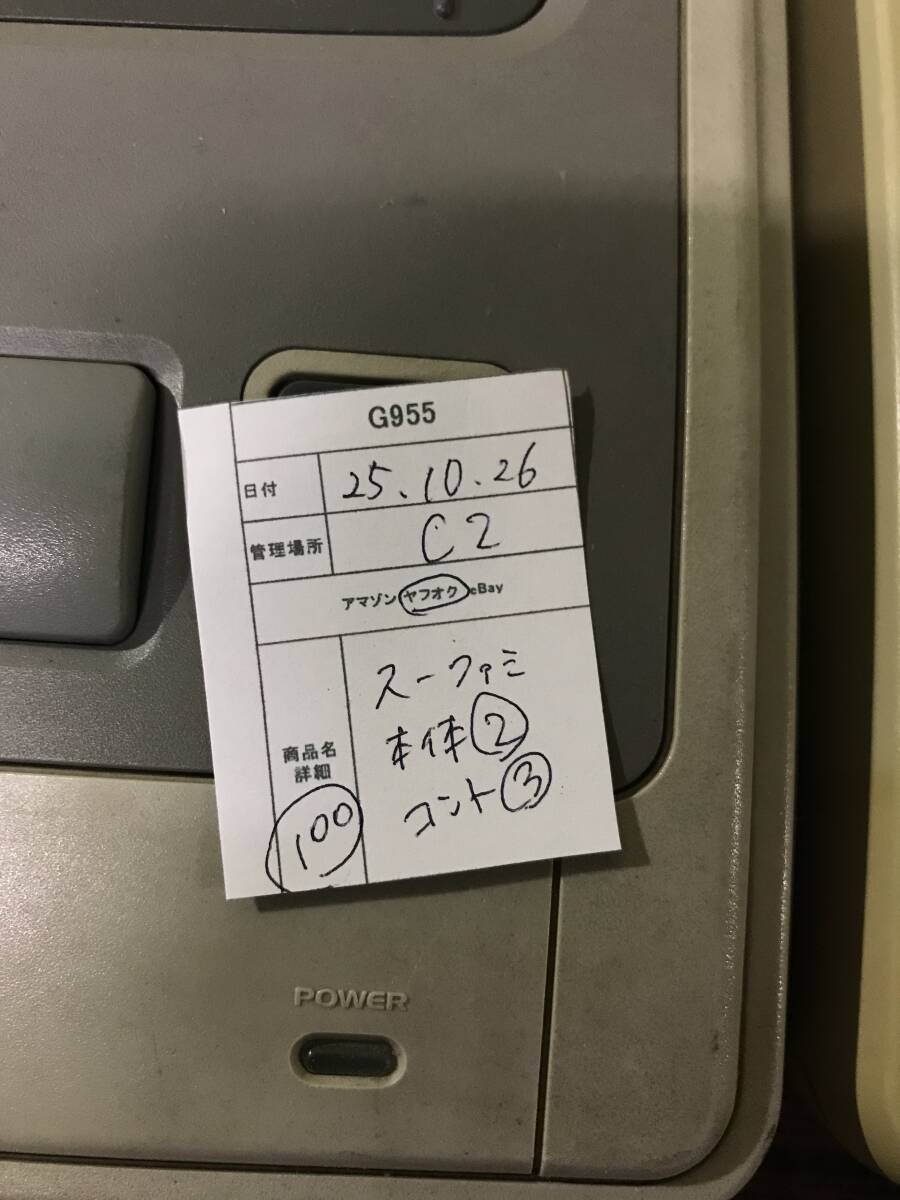 G955
日付 25.10.26
管理場所 C2
アマゾン ヤフオク eBay
商品名
詳細
100
スーファミ
本体②
コント③
POWER